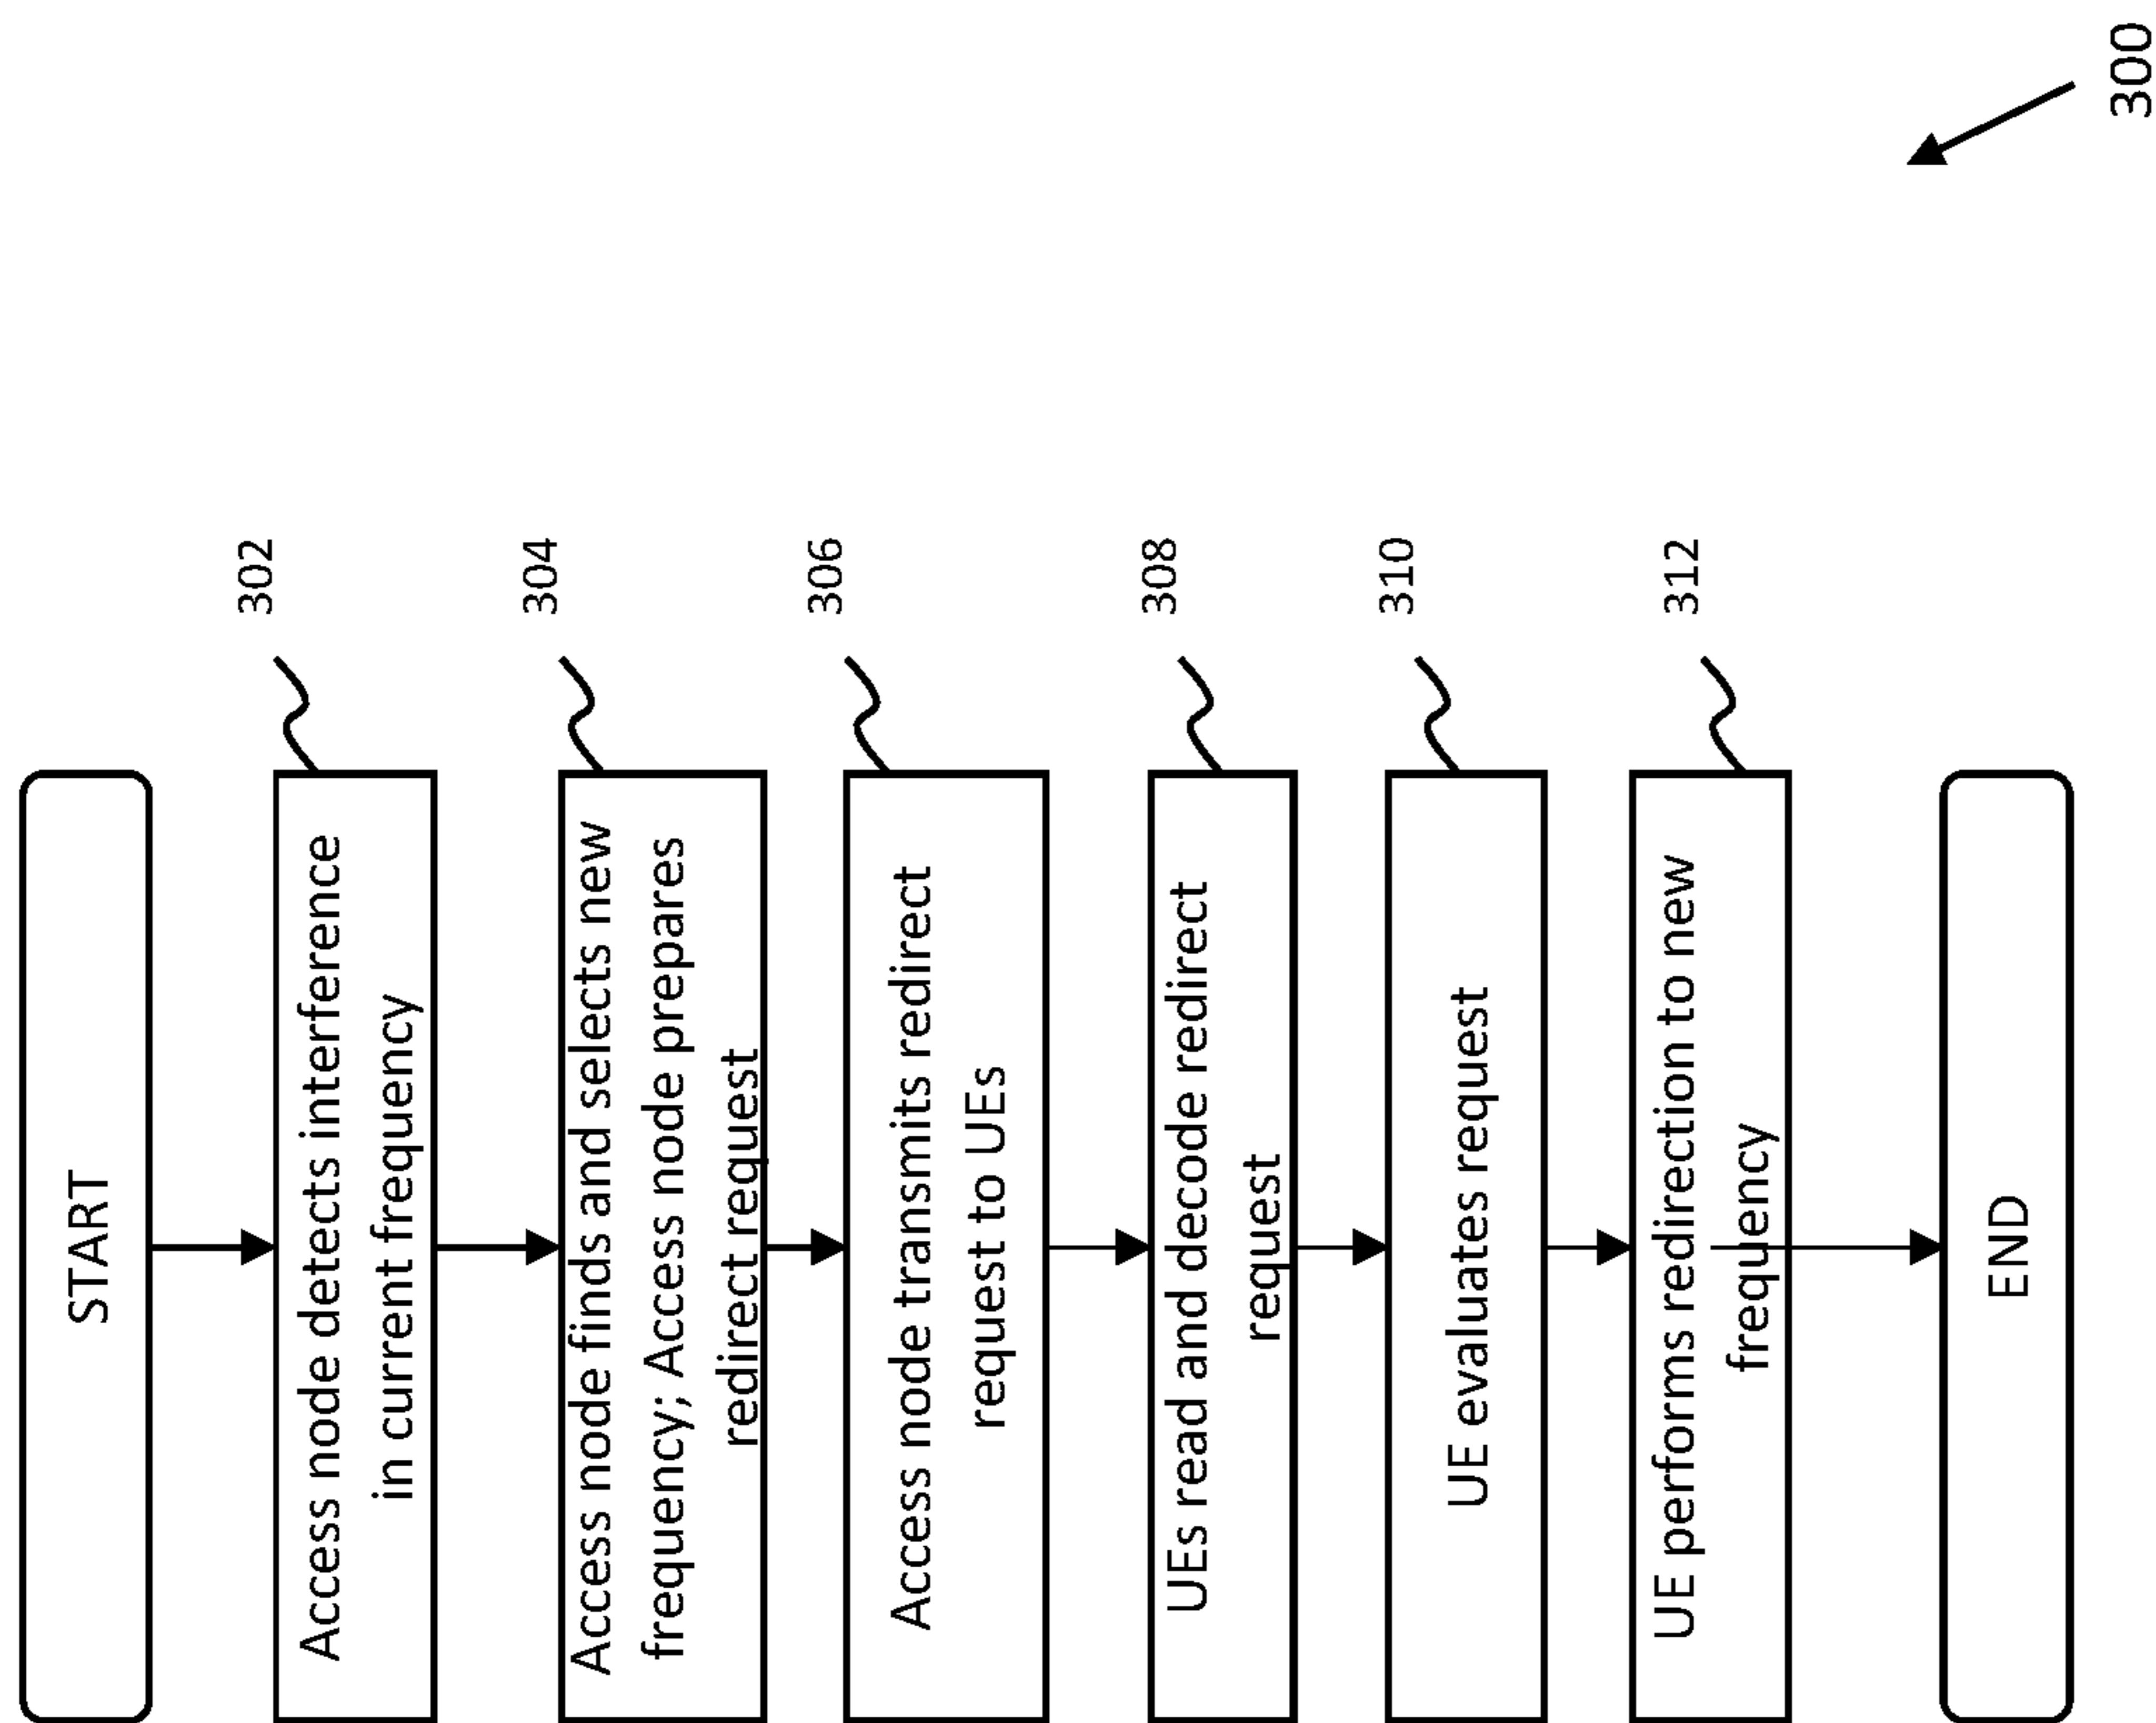 START
302
Access node detects interference
in current frequency
304
Access node finds and selects new
frequency; Access node prepares
redirect request
306
Access node transmits redirect
request to UEs
308
UEs read and decode redirect
request
310
UE evaluates request
312
UE performs redirection to new
frequency
END
300